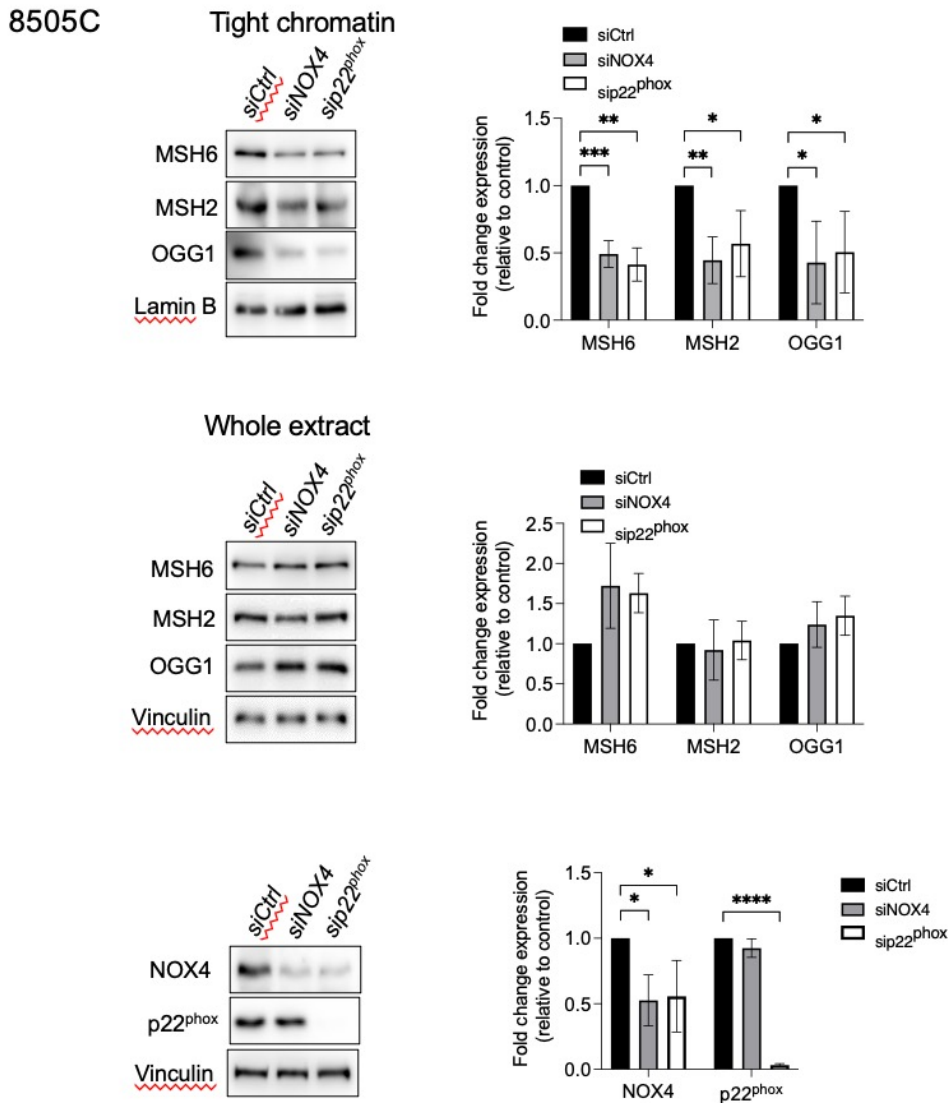 8505C
Tight chromatin
siCtrl siNOX4 sip22phox
MSH6
MSH2
OGG1
Lamin B
siCtrl
siNOX4
sip22phox
Fold change expression
(relative to control)
1.5
1.0
0.5
0.0
*** ** ** * * *
MSH6 MSH2 OGG1
Whole extract
siCtrl siNOX4 sip22phox
MSH6
MSH2
OGG1
Vinculin
siCtrl
siNOX4
sip22phox
Fold change expression
(relative to control)
2.5
2.0
1.5
1.0
0.5
0.0
MSH6 MSH2 OGG1
siCtrl siNOX4 sip22phox
NOX4
p22phox
Vinculin
siCtrl
siNOX4
sip22phox
Fold change expression
(relative to control)
1.5
1.0
0.5
0.0
* * ****
NOX4 p22phox